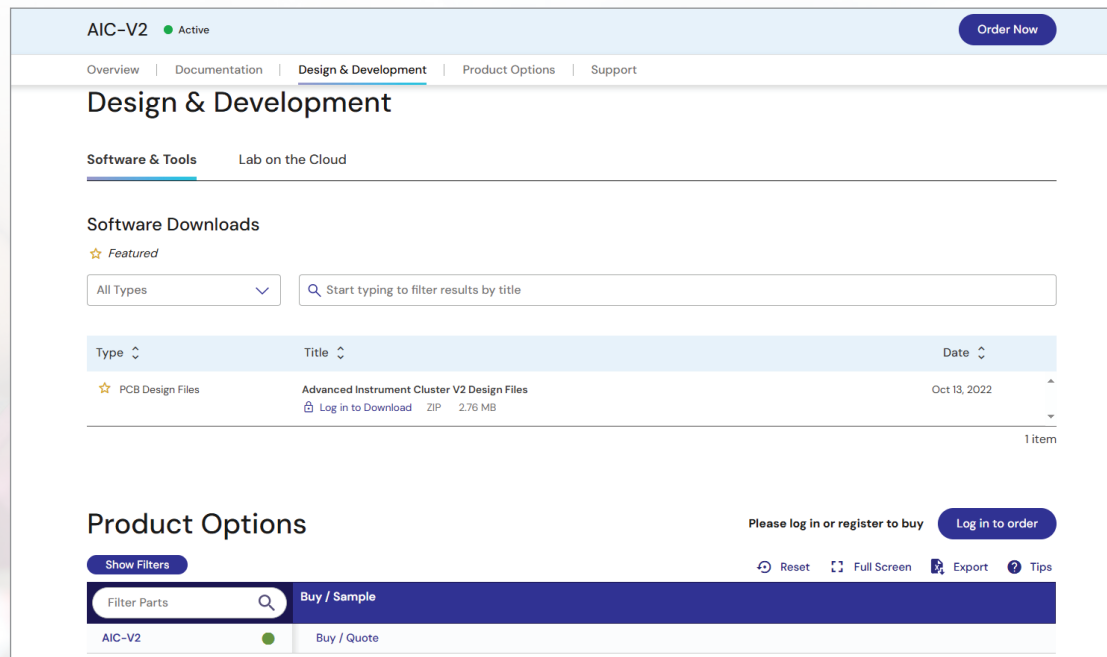 AIC-V2 Active Order Now
Overview Documentation Design & Development Product Options Support
Design & Development
Software & Tools Lab on the Cloud
Software Downloads
Featured
All Types Start typing to filter results by title
Type Title Date
PCB Design Files Advanced Instrument Cluster V2 Design Files Oct 13, 2022
Log in to Download ZIP 2.76 MB
1 item
Product Options Please log in or register to buy Log in to order
Show Filters Reset Full Screen Export Tips
Filter Parts Buy / Sample
AIC-V2 Buy / Quote